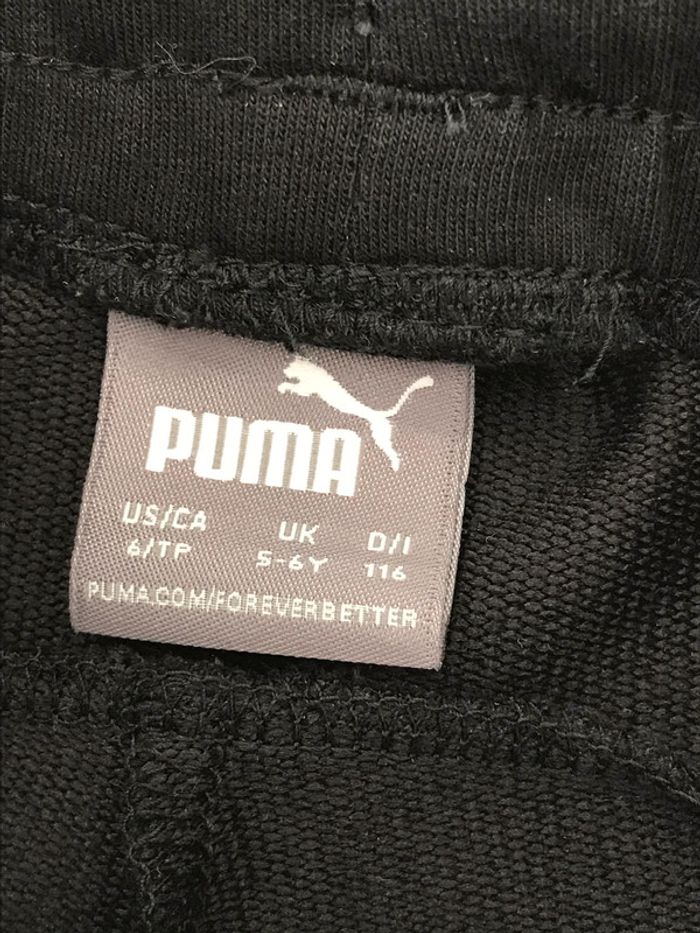 PUMA
US/CA UK D/I
6/TP 5-6Y 116
PUMA.COM/FOREVERBETTER